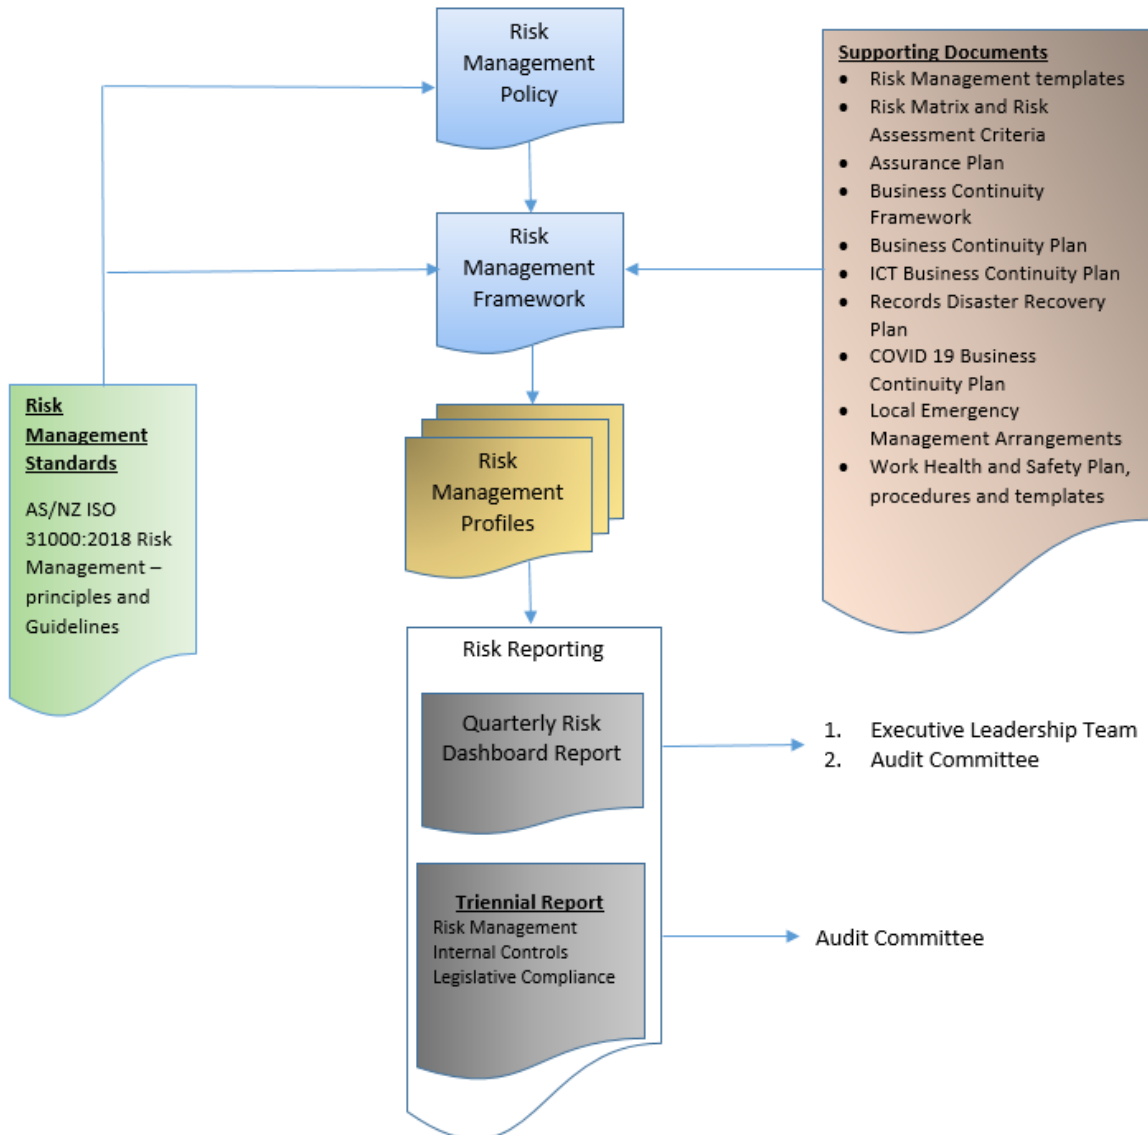 Risk
Management
Policy
Supporting Documents
• Risk Management templates
• Risk Matrix and Risk
Assessment Criteria
• Assurance Plan
• Business Continuity
Framework
• Business Continuity Plan
• ICT Business Continuity Plan
• Records Disaster Recovery
Plan
• COVID 19 Business
Continuity Plan
• Local Emergency
Management Arrangements
• Work Health and Safety Plan,
procedures and templates
Risk
Management
Framework
Risk
Management
Standards
AS/NZ ISO
31000:2018 Risk
Management –
principles and
Guidelines
Risk
Management
Profiles
Risk Reporting
Quarterly Risk
Dashboard Report
1. Executive Leadership Team
2. Audit Committee
Triennial Report
Risk Management
Internal Controls
Legislative Compliance
Audit Committee